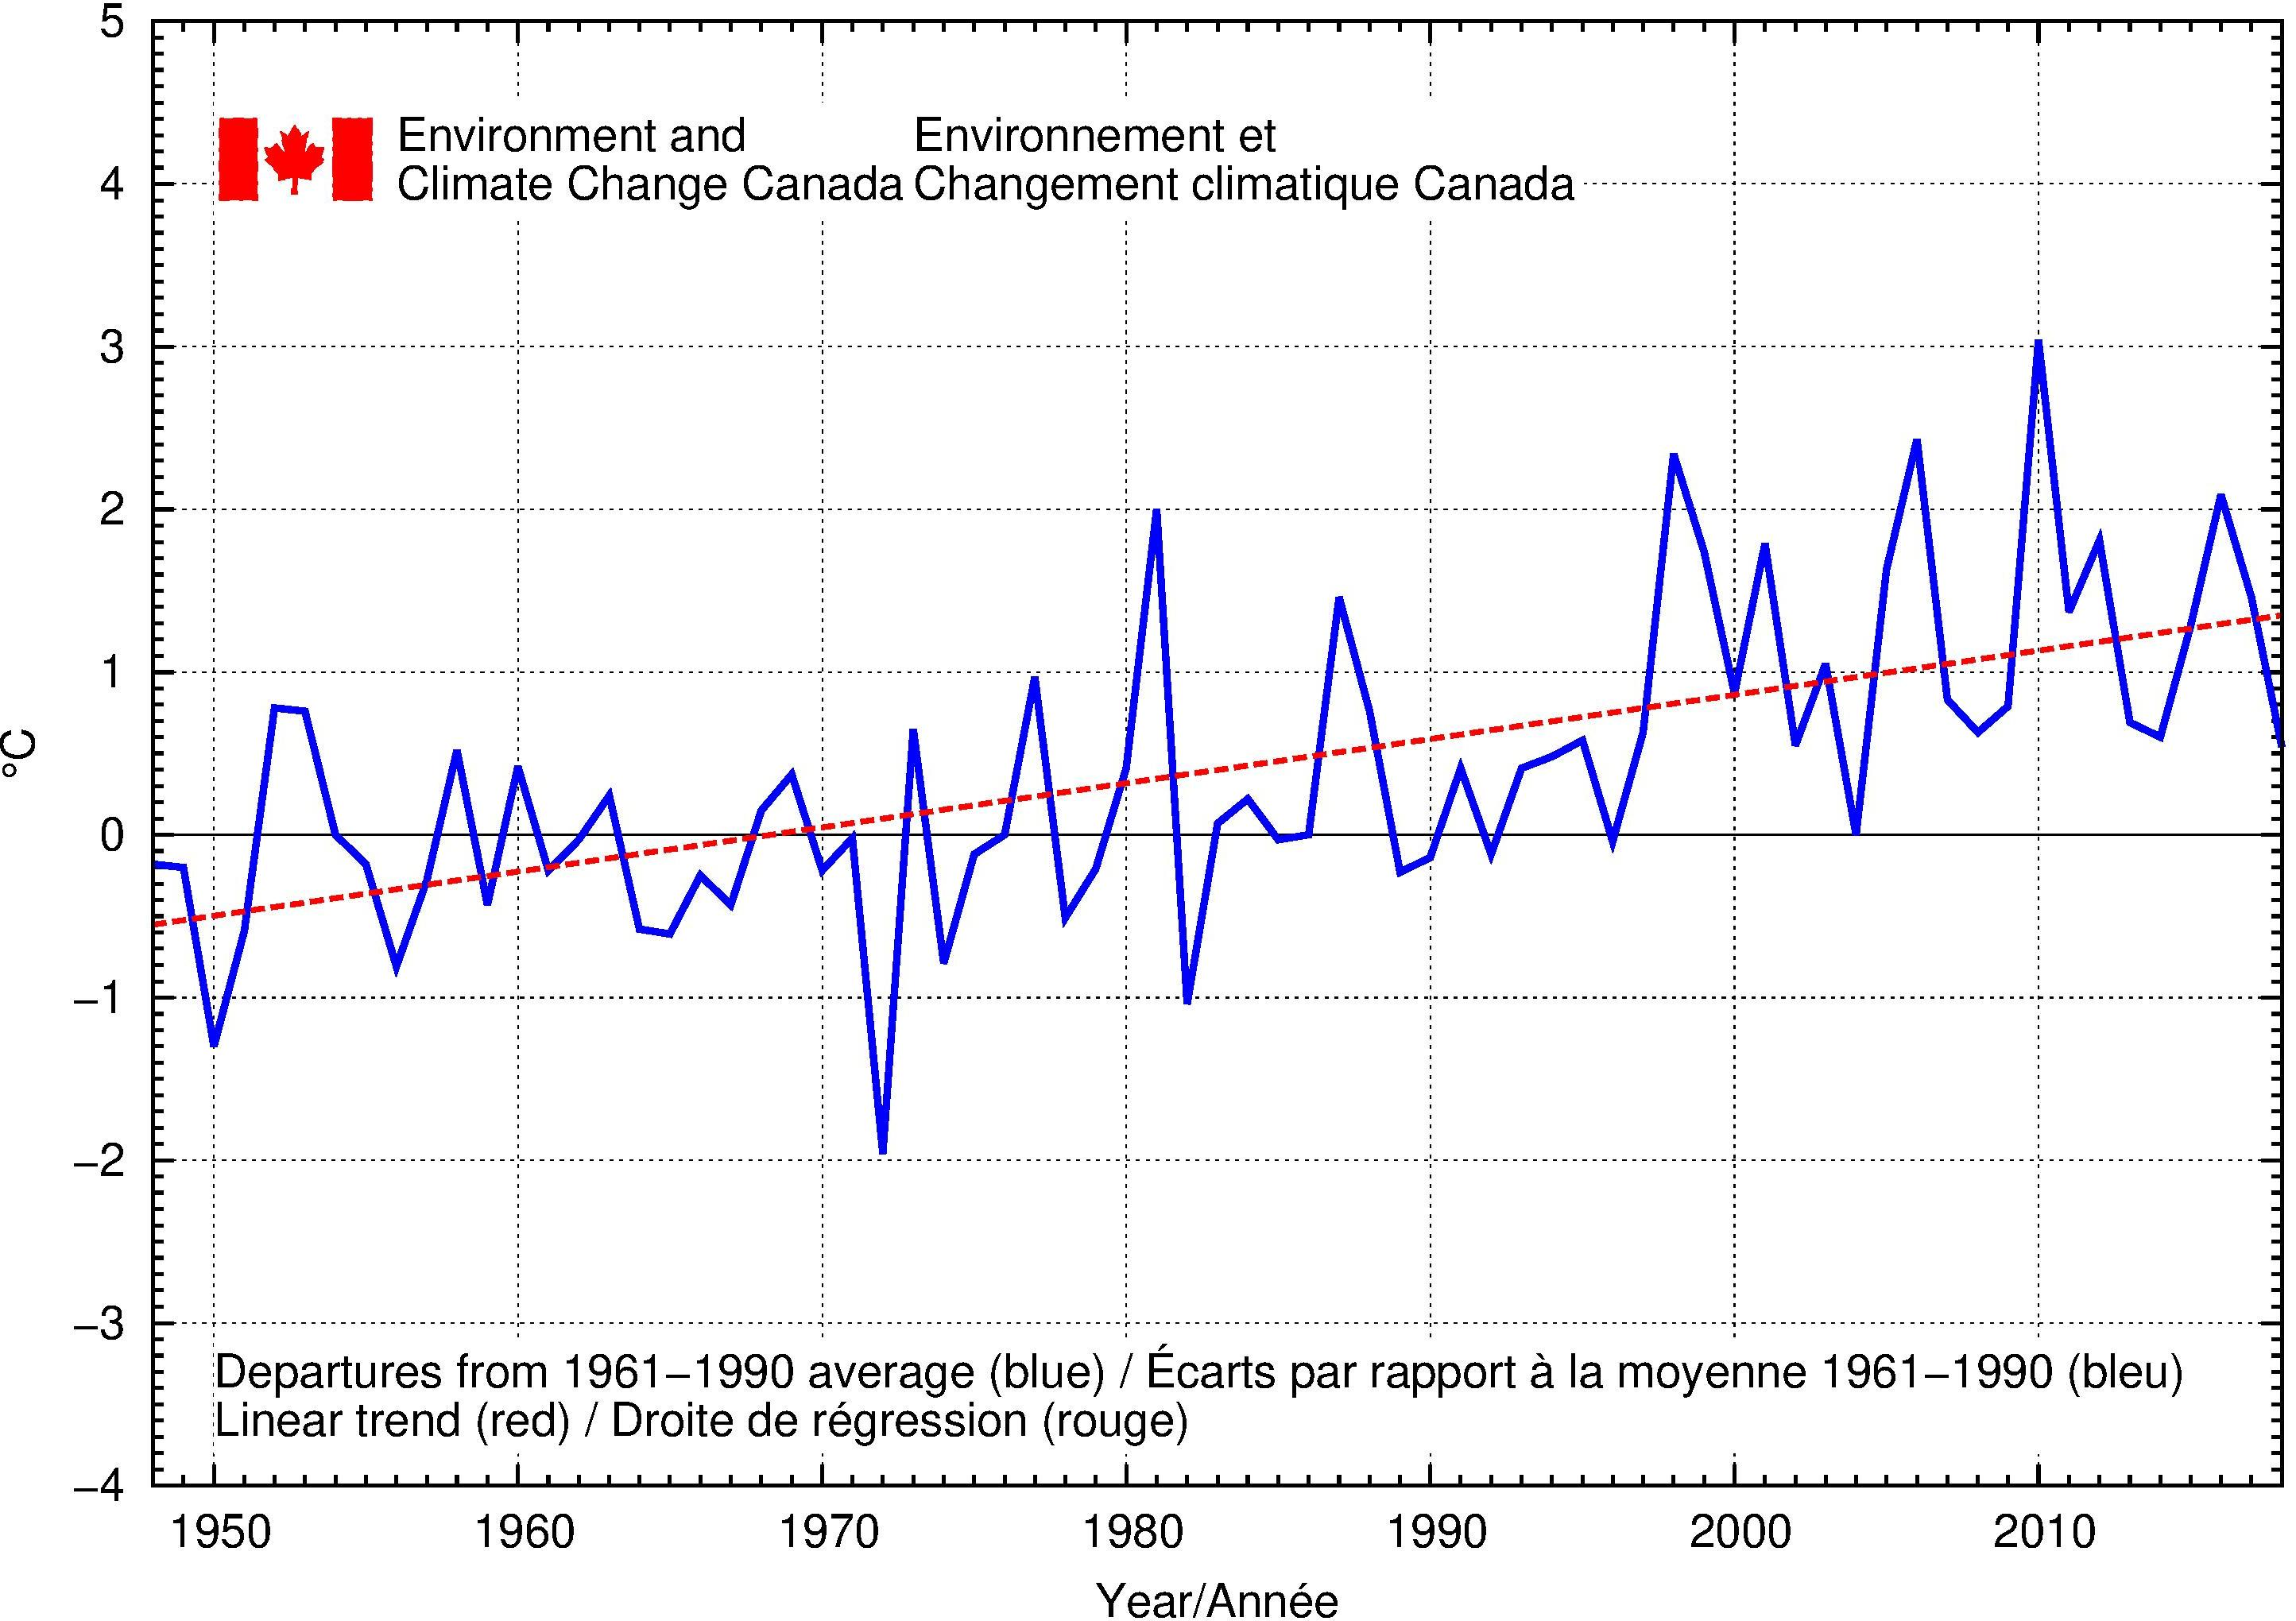 5
Environment and Environnement et
Climate Change Canada Changement climatique Canada
4
3
2
1
°C
0
−1
−2
−3
Departures from 1961−1990 average (blue) / Écarts par rapport à la moyenne 1961−1990 (bleu)
Linear trend (red) / Droite de régression (rouge)
−4
1950 1960 1970 1980 1990 2000 2010
Year/Année